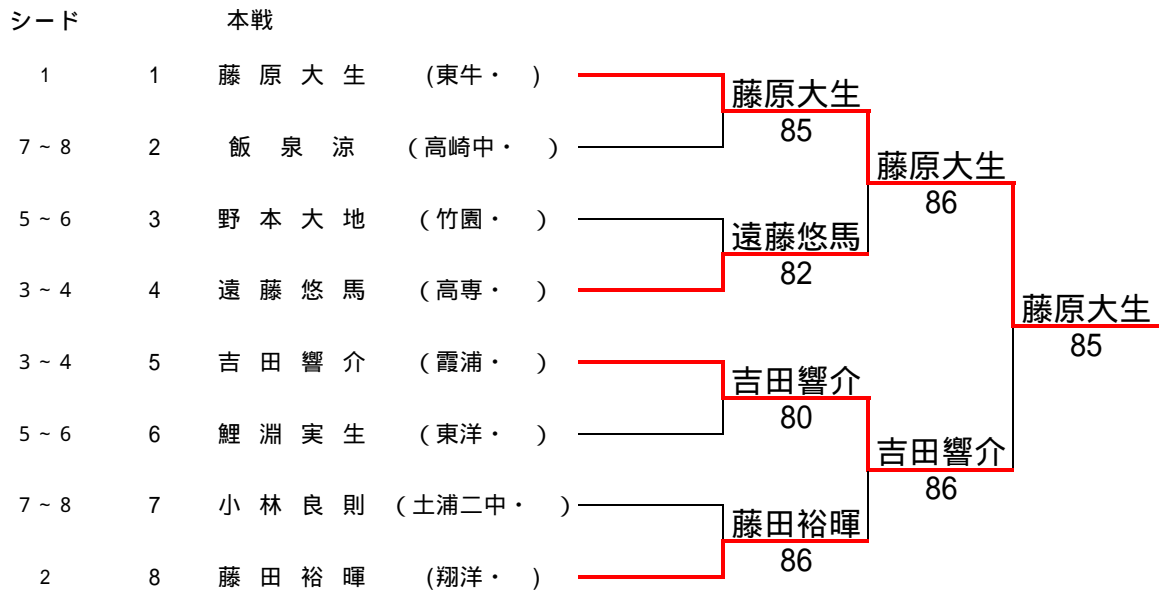 シード 本戦
1 1 藤原大生 (東牛・ )
藤原大生
85
7~8 2 飯泉涼 (高崎中・ )
藤原大生
86
5~6 3 野本大地 (竹園・ )
遠藤悠馬
82
3~4 4 遠藤悠馬 (高専・ )
藤原大生
85
3~4 5 吉田響介 (霞浦・ )
吉田響介
80
5~6 6 鯉淵実生 (東洋・ )
吉田響介
86
7~8 7 小林良則 (土浦二中・ )
藤田裕暉
86
2 8 藤田裕暉 (翔洋・ )